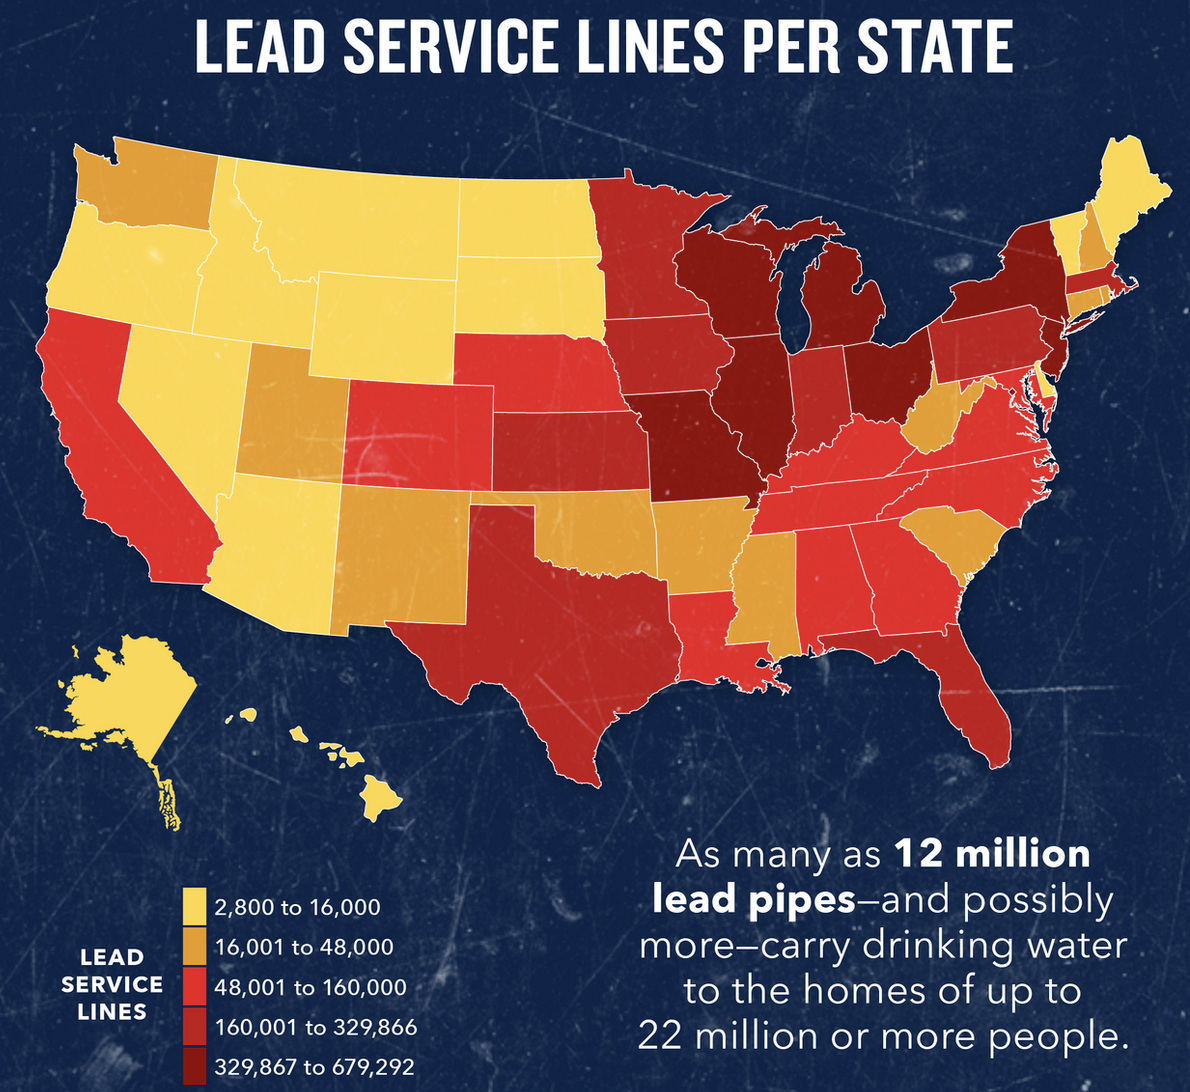 LEAD SERVICE LINES PER STATE
As many as 12 million
lead pipes—and possibly
more—carry drinking water
to the homes of up to
22 million or more people.
LEAD
SERVICE
LINES
2,800 to 16,000
16,001 to 48,000
48,001 to 160,000
160,001 to 329,866
329,867 to 679,292